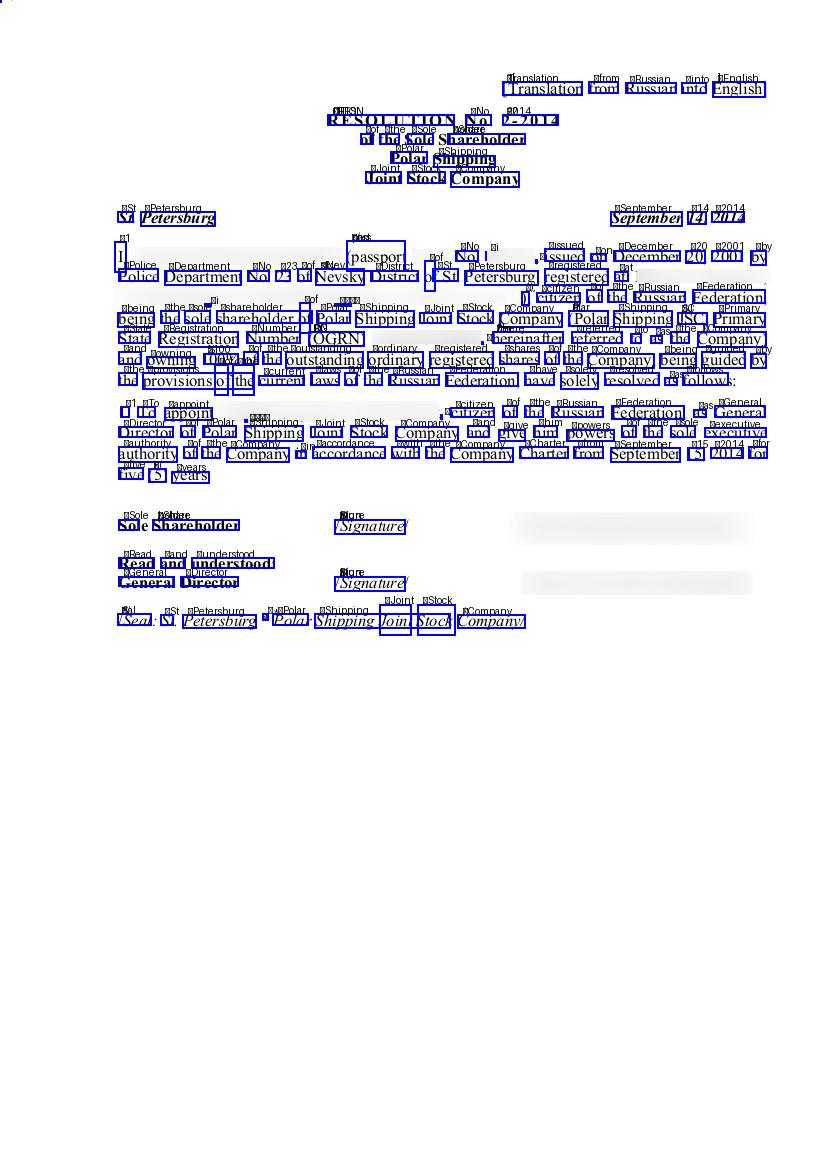 /Translation from Russian into English/
RESOLUTION No. 2-2014
of the Sole Shareholder
Polar Shipping
Joint Stock Company
St. Petersburg September 14, 2014
I, (passport of No. issued on December 20, 2001 by
Police Department No. 23 of Nevsky District of St. Petersburg registered at
), citizen of the Russian Federation,
being the sole shareholder of Polar Shipping Joint Stock Company (Polar Shipping JSC, Primary
State Registration Number (OGRN) hereinafter referred to as the Company)
and owning 100% of the outstanding ordinary registered shares of the Company, being guided by
the provisions of the current laws of the Russian Federation, have solely resolved as follows:
1. To appoint citizen of the Russian Federation, as General
Director of Polar Shipping Joint Stock Company and give him powers of the sole executive
authority of the Company in accordance with the Company Charter from September 15, 2014 for
five (5) years.
Sole Shareholder /Signature/
Read and understood:
General Director /Signature/
/Seal: St. Petersburg * Polar Shipping Joint Stock Company/